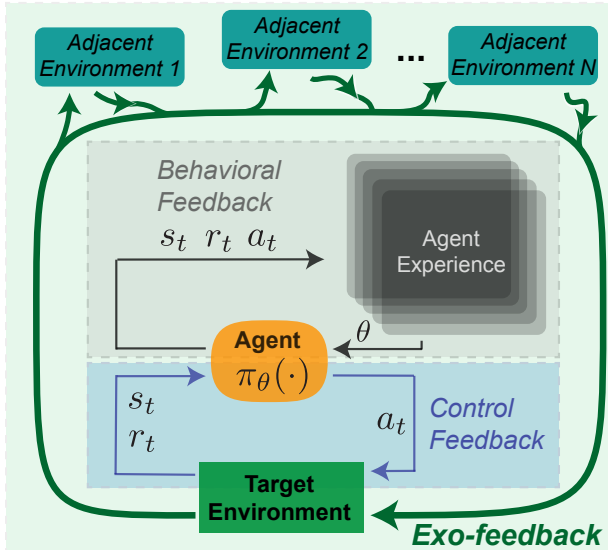 Adjacent
Environment 1
Adjacent
Environment 2
...
Adjacent
Environment N
Behavioral
Feedback
s_t r_t a_t
Agent
Experience
θ
Agent
π_θ(·)
s_t
r_t
a_t
Control
Feedback
Target
Environment
Exo-feedback